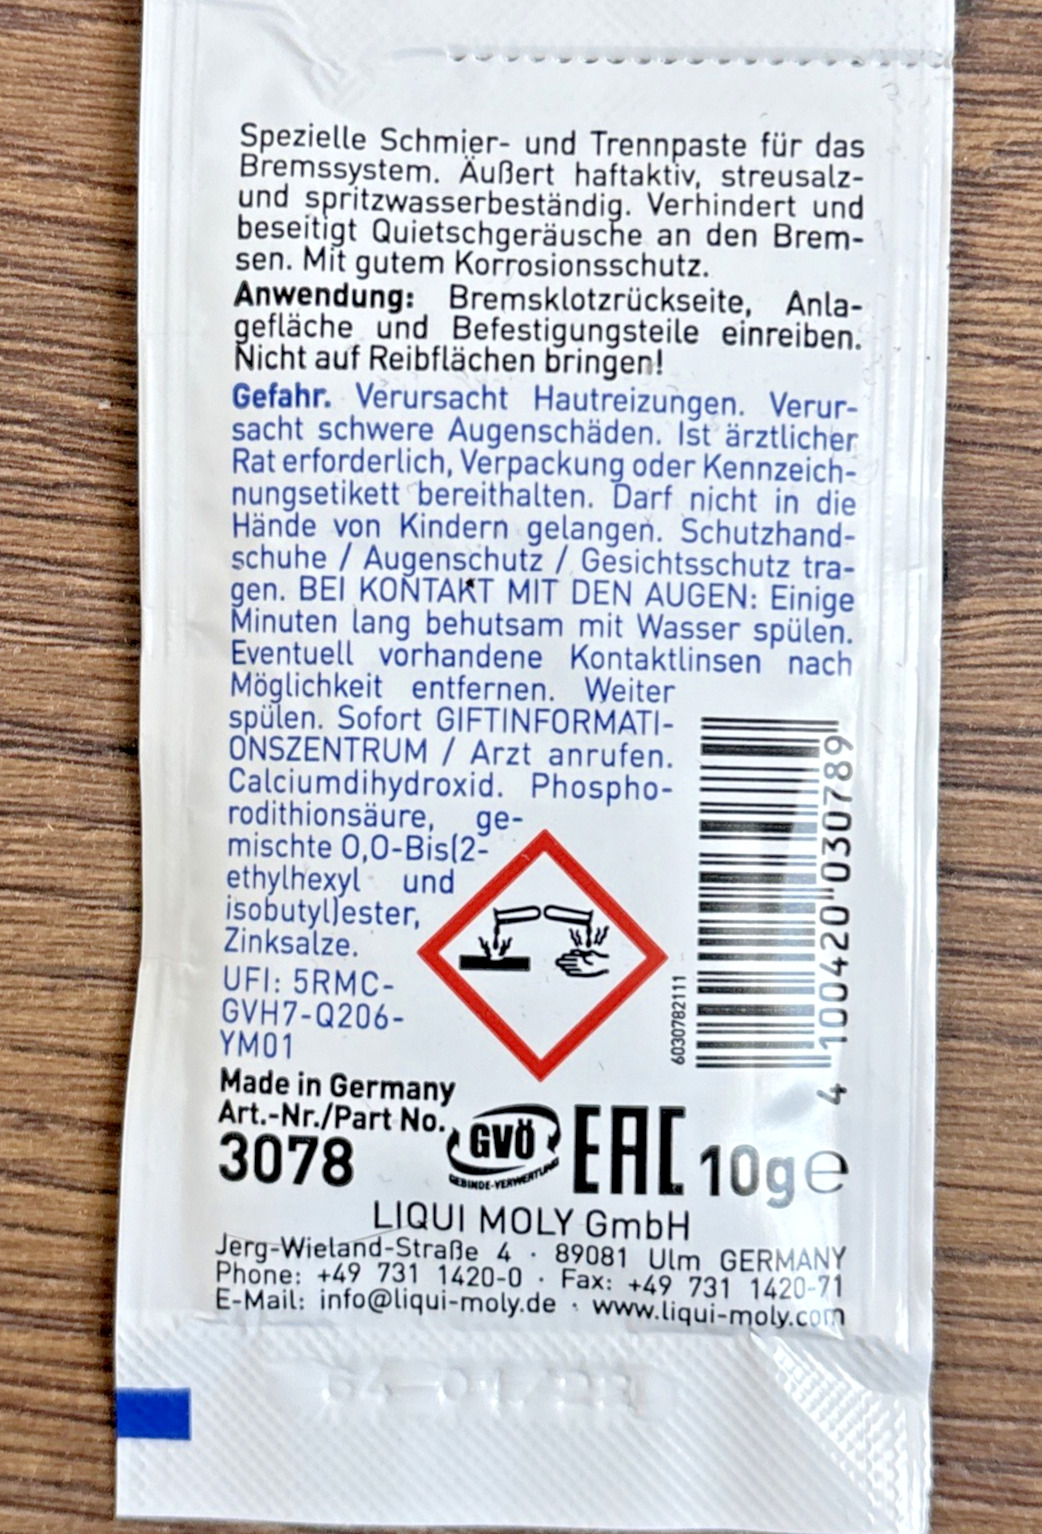 Spezielle Schmier- und Trennpaste für das
Bremssystem. Äußert haftaktiv, streusalz-
und spritzwasserbeständig. Verhindert und
beseitigt Quietschgeräusche an den Brem-
sen. Mit gutem Korrosionsschutz.
Anwendung: Bremsklotzrückseite, Anla-
gefläche und Befestigungsteile einreiben.
Nicht auf Reibflächen bringen!
Gefahr. Verursacht Hautreizungen. Verur-
sacht schwere Augenschäden. Ist ärztlicher
Rat erforderlich, Verpackung oder Kennzeich-
nungsetikett bereithalten. Darf nicht in die
Hände von Kindern gelangen. Schutzhand-
schuhe / Augenschutz / Gesichtsschutz tra-
gen. BEI KONTAKT MIT DEN AUGEN: Einige
Minuten lang behutsam mit Wasser spülen.
Eventuell vorhandene Kontaktlinsen nach
Möglichkeit entfernen. Weiter
spülen. Sofort GIFTINFORMATI-
ONSZENTRUM / Arzt anrufen.
Calciumdihydroxid. Phospho-
rodithionsäure, ge-
mischte O,O-Bis(2-
ethylhexyl und
isobutyl)ester,
Zinksalze.
UFI: 5RMC-
GVH7-Q206-
YM01
6030782111
4 100420 030789
Made in Germany
Art.-Nr./Part No.
3078
GVÖ
GEBINDE-VERWERTUNG
EAC
10g e
LIQUI MOLY GmbH
Jerg-Wieland-Straße 4 · 89081 Ulm GERMANY
Phone: +49 731 1420-0 · Fax: +49 731 1420-71
E-Mail: info@liqui-moly.de · www.liqui-moly.com